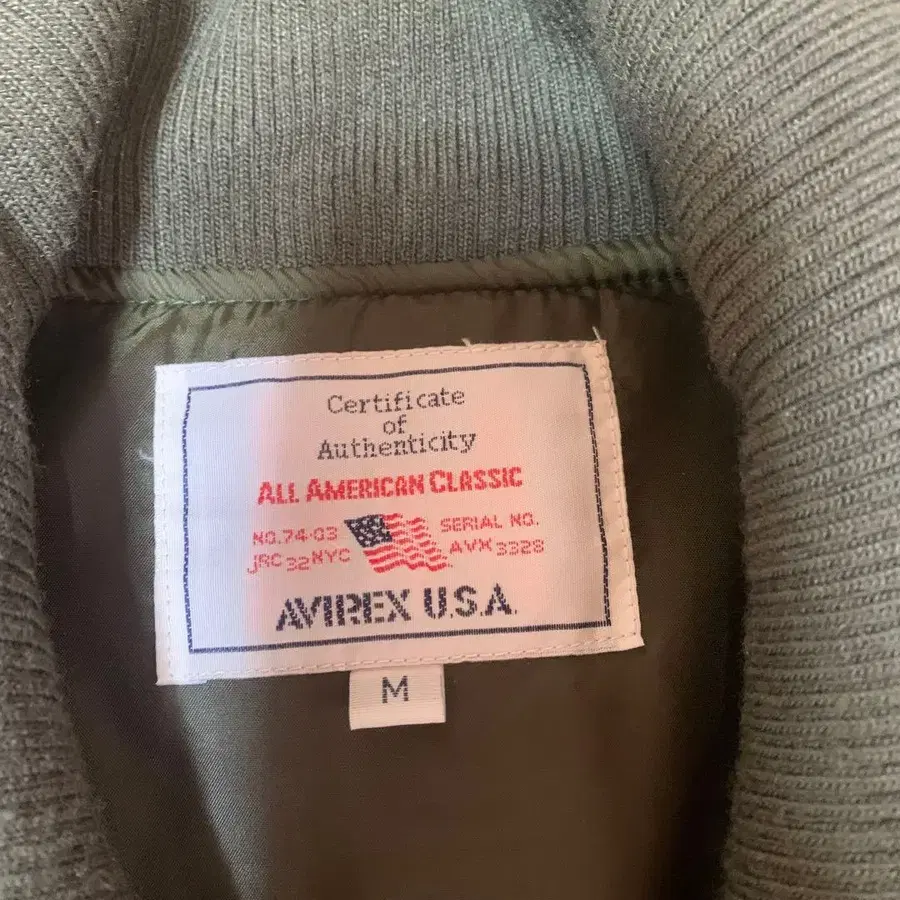 Certificate
of
Authenticity
ALL AMERICAN CLASSIC
NO.74-03
JRC 32 NYC
SERIAL NO.
AVX 3328
AVIREX U.S.A.
M